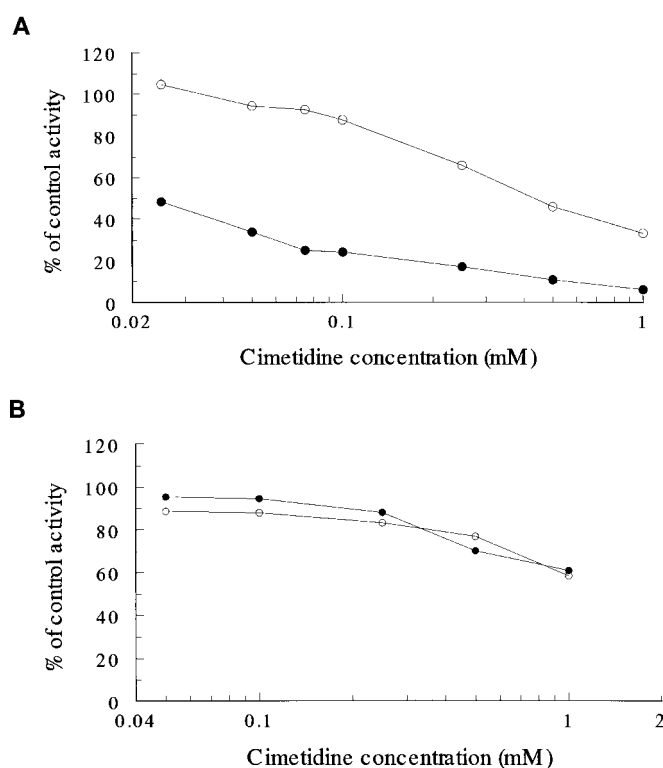 A
120
100
80
60
40
20
0
% of control activity
0.02 0.1 1
Cimetidine concentration (mM)
B
120
100
80
60
40
20
0
% of control activity
0.04 0.1 1 2
Cimetidine concentration (mM)